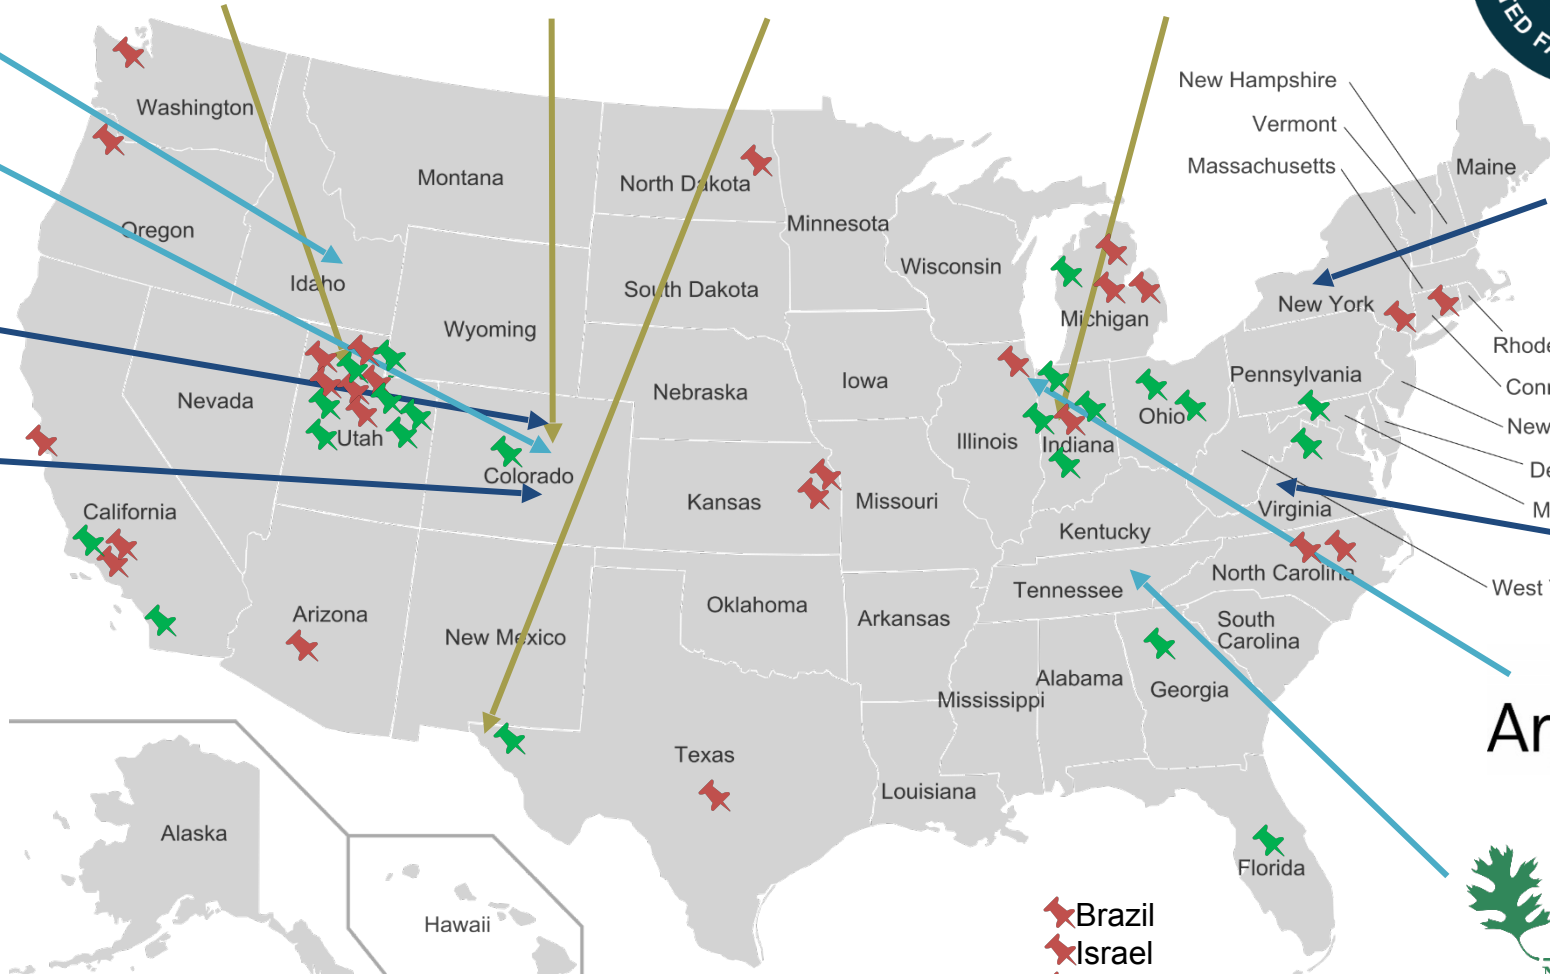 TED FA
New Hampshire
Vermont
Massachusetts
Maine
Washington
Montana
North Dakota
Minnesota
Oregon
Idaho
Wisconsin
South Dakota
New York
Michigan
Wyoming
Rhode
Nevada
Nebraska
Iowa
Pennsylvania
Conn
Ohio
New
Utah
Illinois
Indiana
De
Colorado
Kansas
Missouri
Virginia
M
California
Kentucky
North Carolina
West
Tennessee
Arizona
New Mexico
Oklahoma
Arkansas
South
Carolina
Mississippi
Alabama
Georgia
Texas
Ar
Louisiana
Alaska
Florida
Hawaii
Brazil
Israel